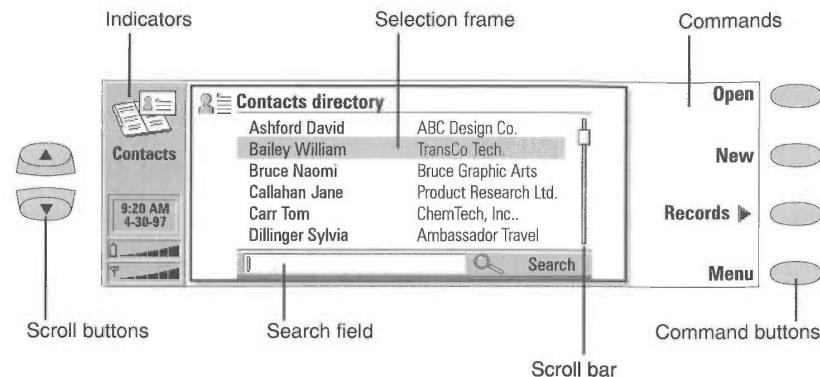 Indicators
Selection frame
Commands
Contacts directory
Open
Ashford David ABC Design Co.
Contacts
Bailey William TransCo Tech.
New
Bruce Naomi Bruce Graphic Arts
Callahan Jane Product Research Ltd.
9:20 AM
4-30-97
Carr Tom ChemTech, Inc..
Records
Dillinger Sylvia Ambassador Travel
Search
Menu
Scroll buttons
Search field
Command buttons
Scroll bar